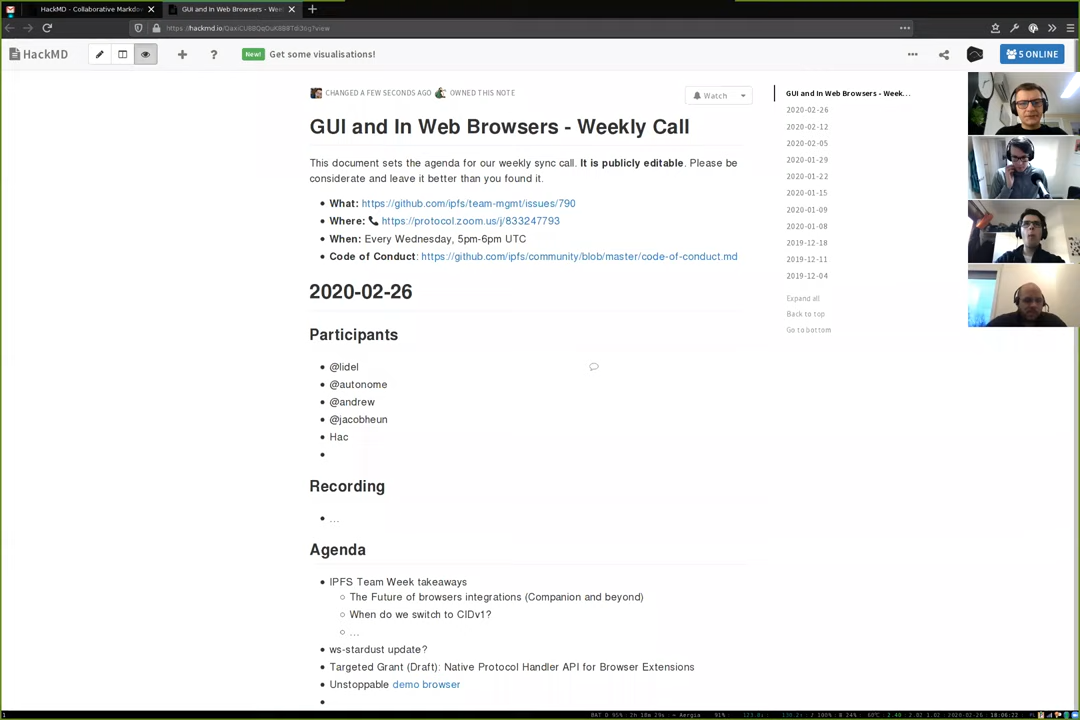 HackMD - Collaborative Markdo
GUI and In Web Browsers - Wee
HackMD
New!
Get some visualisations!
5 ONLINE
CHANGED A FEW SECONDS AGO
OWNED THIS NOTE
Watch
GUI and In Web Browsers - Weekly Call
This document sets the agenda for our weekly sync call. It is publicly editable. Please be
considerate and leave it better than you found it.
• What: https://github.com/ipfs/team-mgmt/issues/790
• Where: 📞 https://protocol.zoom.us/j/833247793
• When: Every Wednesday, 5pm-6pm UTC
• Code of Conduct: https://github.com/ipfs/community/blob/master/code-of-conduct.md
2020-02-26
Participants
• @lidel
• @autonome
• @andrew
• @jacobheun
• Hac
Recording
• ...
Agenda
• IPFS Team Week takeaways
○ The Future of browsers integrations (Companion and beyond)
○ When do we switch to CIDv1?
○ ...
• ws-stardust update?
• Targeted Grant (Draft): Native Protocol Handler API for Browser Extensions
• Unstoppable demo browser
GUI and In Web Browsers - Week...
2020-02-26
2020-02-12
2020-02-05
2020-01-29
2020-01-22
2020-01-15
2020-01-09
2020-01-08
2019-12-18
2019-12-11
2019-12-04
Expand all
Back to top
Go to bottom